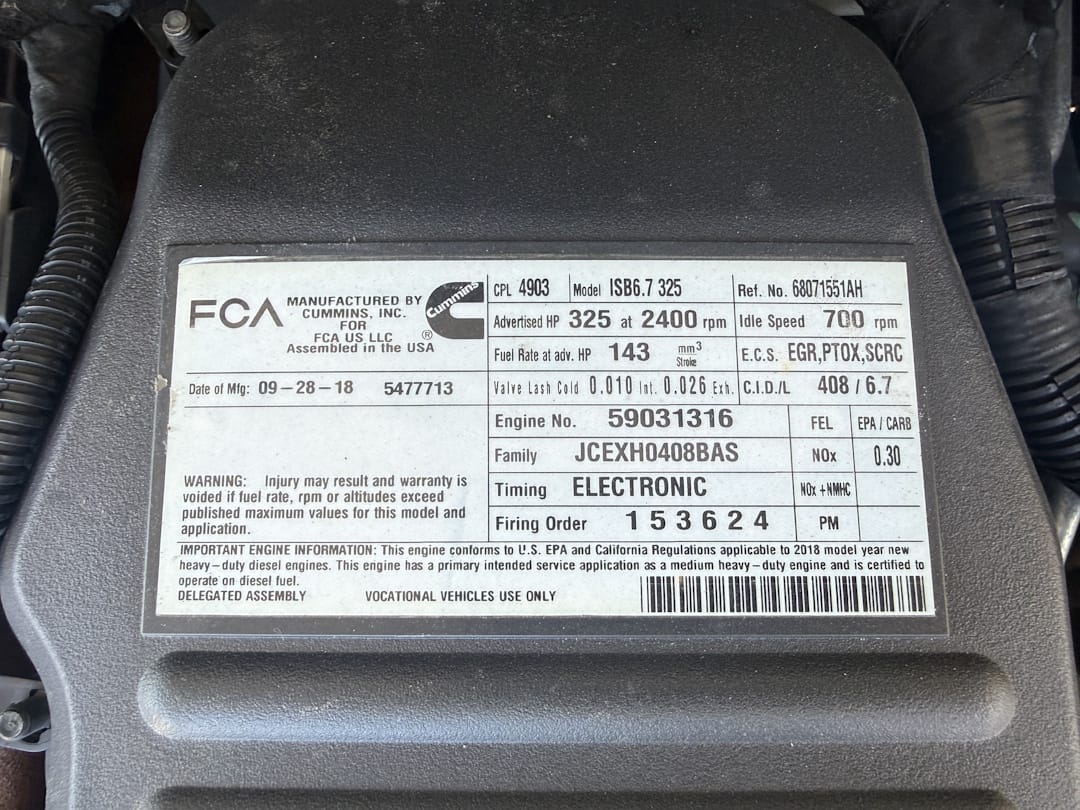 FCA
MANUFACTURED BY
CUMMINS, INC.
FOR
FCA US LLC
Assembled in the USA
Cummins
®
CPL 4903 Model ISB6.7 325 Ref. No. 68071551AH
Advertised HP 325 at 2400 rpm Idle Speed 700 rpm
Fuel Rate at adv. HP 143 mm³ Stroke E.C.S. EGR,PTOX,SCRC
Date of Mfg: 09-28-18 5477713
Valve Lash Cold 0.010 Int. 0.026 Exh. C.I.D./L 408 / 6.7
Engine No. 59031316 FEL EPA / CARB
Family JCEXH0408BAS NOx 0.30
Timing ELECTRONIC NOx +NMHC
Firing Order 1 5 3 6 2 4 PM
WARNING: Injury may result and warranty is
voided if fuel rate, rpm or altitudes exceed
published maximum values for this model and
application.
IMPORTANT ENGINE INFORMATION: This engine conforms to U.S. EPA and California Regulations applicable to 2018 model year new
heavy-duty diesel engines. This engine has a primary intended service application as a medium heavy-duty engine and is certified to
operate on diesel fuel.
DELEGATED ASSEMBLY VOCATIONAL VEHICLES USE ONLY